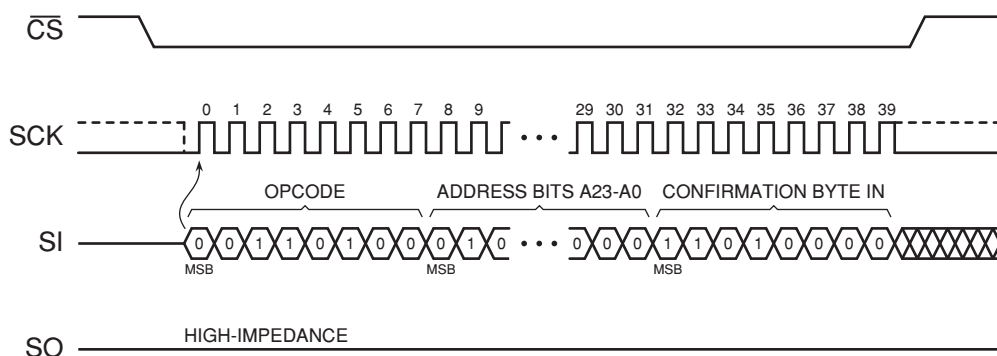 CS
0 1 2 3 4 5 6 7 8 9 29 30 31 32 33 34 35 36 37 38 39
SCK
• • •
OPCODE ADDRESS BITS A23-A0 CONFIRMATION BYTE IN
SI 0 0 1 1 0 1 0 0 0 1 0 • • • 0 0 0 1 1 0 1 0 0 0 0
MSB MSB MSB
HIGH-IMPEDANCE
SO